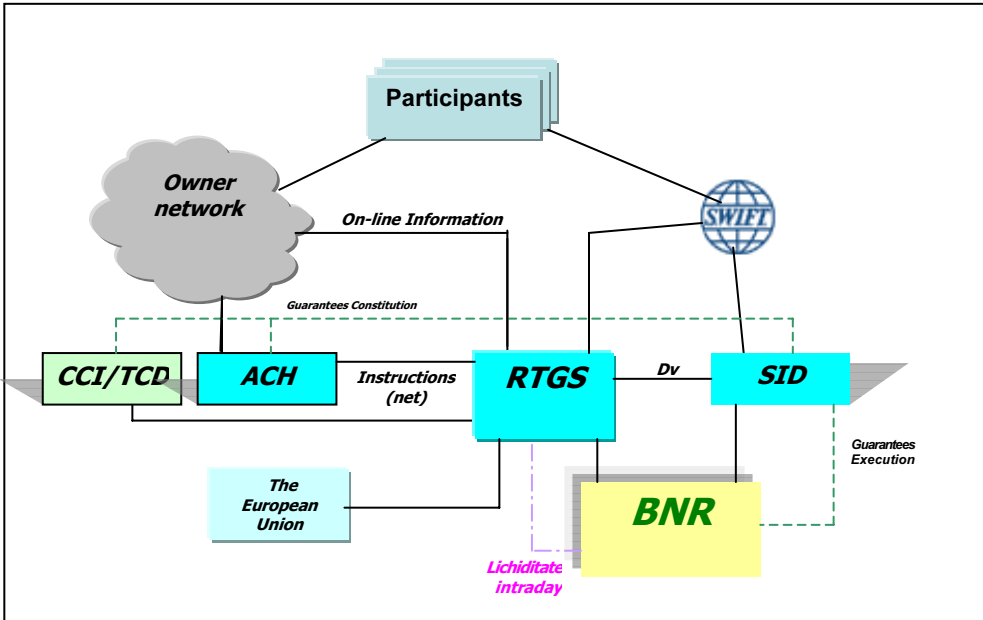 Participants
Owner
network
On-line Information
SWIFT
Guarantees Constitution
CCI/TCD
ACH
Instructions
(net)
RTGS
Dv
SID
Guarantees
Execution
The
European
Union
BNR
Lichiditate
intraday